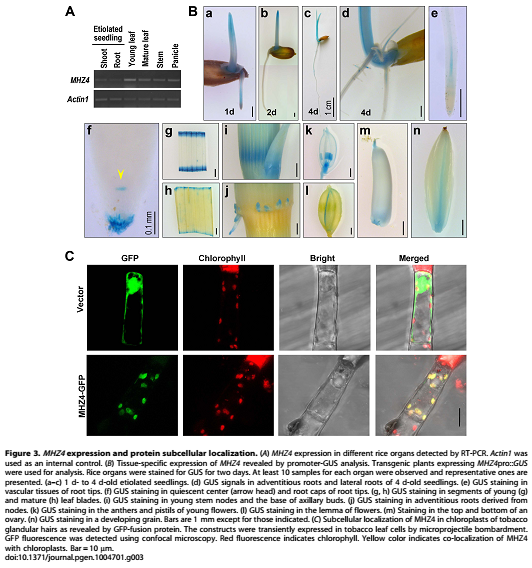 A
B
Etiolated
seedling
Shoot
Root
Young leaf
Mature leaf
Stem
Panicle
MHZ4
Actin1
a
b
c
d
e
1d
2d
4d
1 cm
4d
f
g
i
k
m
n
h
j
l
0.1 mm
C
GFP
Chlorophyll
Bright
Merged
Vector
MHZ4-GFP
Figure 3. MHZ4 expression and protein subcellular localization. (A) MHZ4 expression in different rice organs detected by RT-PCR. Actin1 was
used as an internal control. (B) Tissue-specific expression of MHZ4 revealed by promoter-GUS analysis. Transgenic plants expressing MHZ4pro::GUS
were used for analysis. Rice organs were stained for GUS for two days. At least 10 samples for each organ were observed and representative ones are
presented. (a–c) 1 d- to 4 d-old etiolated seedlings. (d) GUS signals in adventitious roots and lateral roots of 4 d-old seedlings. (e) GUS staining in
vascular tissues of root tips. (f) GUS staining in quiescent center (arrow head) and root caps of root tips. (g, h) GUS staining in segments of young (g)
and mature (h) leaf blades. (i) GUS staining in young stem nodes and the base of axillary buds. (j) GUS staining in adventitious roots derived from
nodes. (k) GUS staining in the anthers and pistils of young flowers. (l) GUS staining in the lemma of flowers. (m) Staining in the top and bottom of an
ovary. (n) GUS staining in a developing grain. Bars are 1 mm except for those indicated. (C) Subcellular localization of MHZ4 in chloroplasts of tobacco
glandular hairs as revealed by GFP-fusion protein. The constructs were transiently expressed in tobacco leaf cells by microprojectile bombardment.
GFP fluorescence was detected using confocal microscopy. Red fluorescence indicates chlorophyll. Yellow color indicates co-localization of MHZ4
with chloroplasts. Bar = 10 μm.
doi:10.1371/journal.pgen.1004701.g003